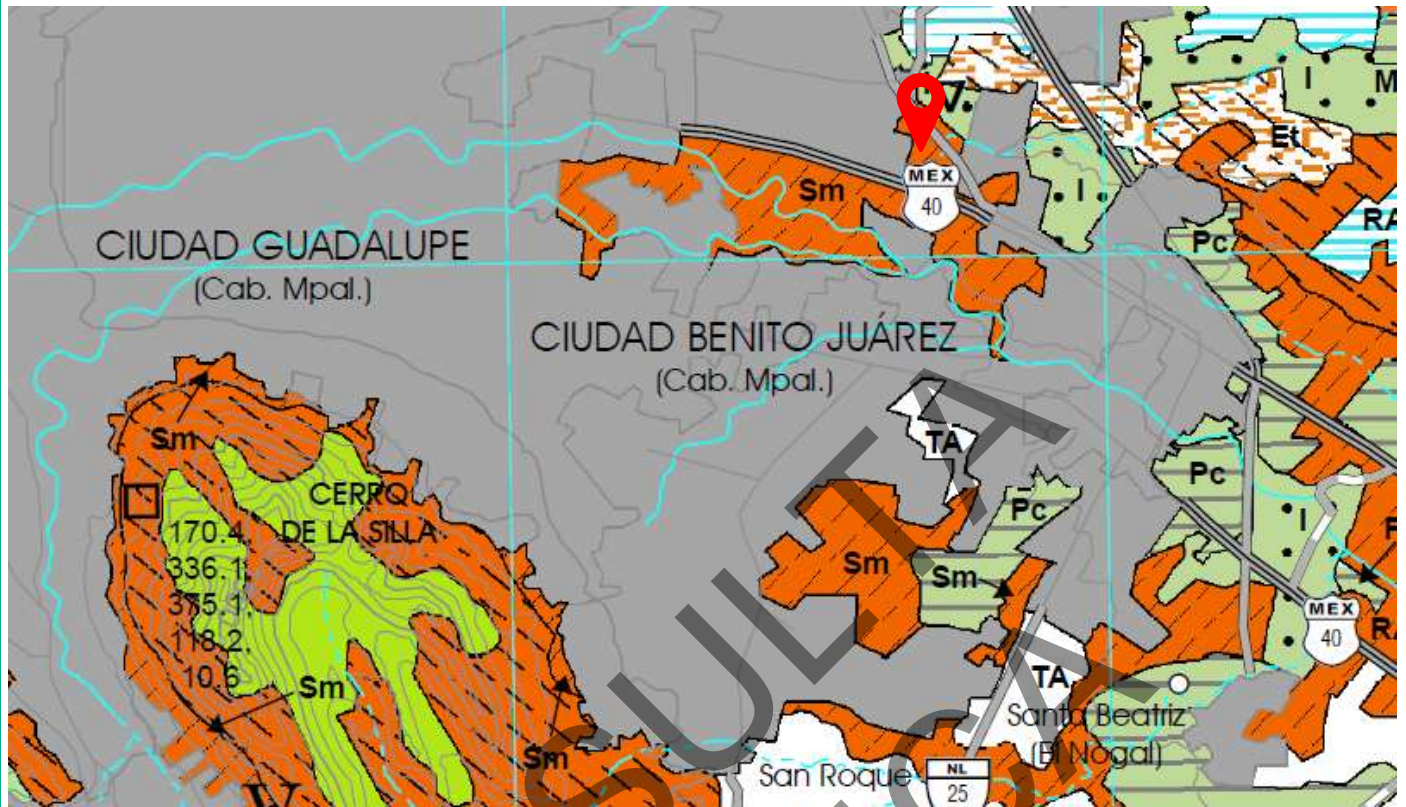 I
M
Et
Sm
MEX
40
I
RA
Pc
CIUDAD GUADALUPE
(Cab. Mpal.)
CIUDAD BENITO JUÁREZ
(Cab. Mpal.)
Sm
TA
Pc
Pc
CERRO
DE LA SILLA
170.4.
336.1.
375.1.
118.2.
10.6
I
Sm
Sm
MEX
40
Sm
TA
Santa Beatriz
(El Nogal)
Sm
San Roque
NL
25
V
SULTA